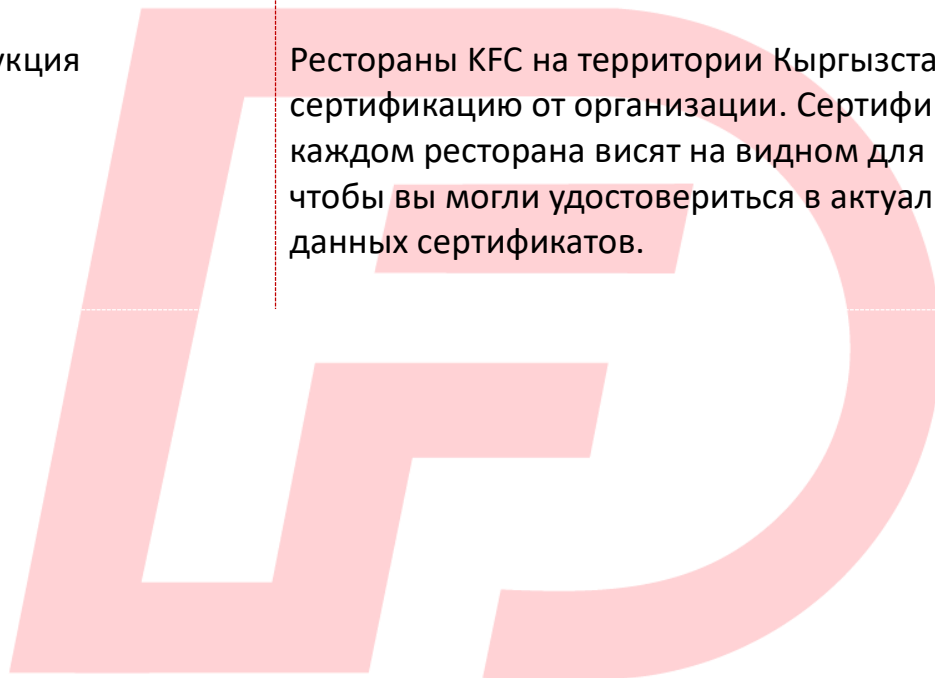 укция
Рестораны KFC на территории Кыргызста
сертификацию от организации. Сертифи
каждом ресторана висят на видном для
чтобы вы могли удостовериться в актуал
данных сертификатов.